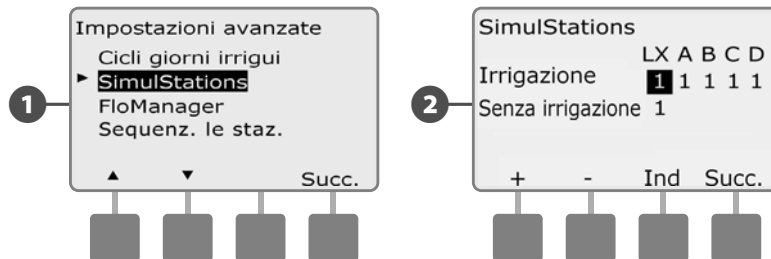 1
Impostazioni avanzate
Cicli giorni irrigui
► SimulStations
FloManager
Sequenz. le staz.
▲ ▼ Succ.
2
SimulStations
LX A B C D
Irrigazione 1 1 1 1 1
Senza irrigazione 1
+ - Ind Succ.